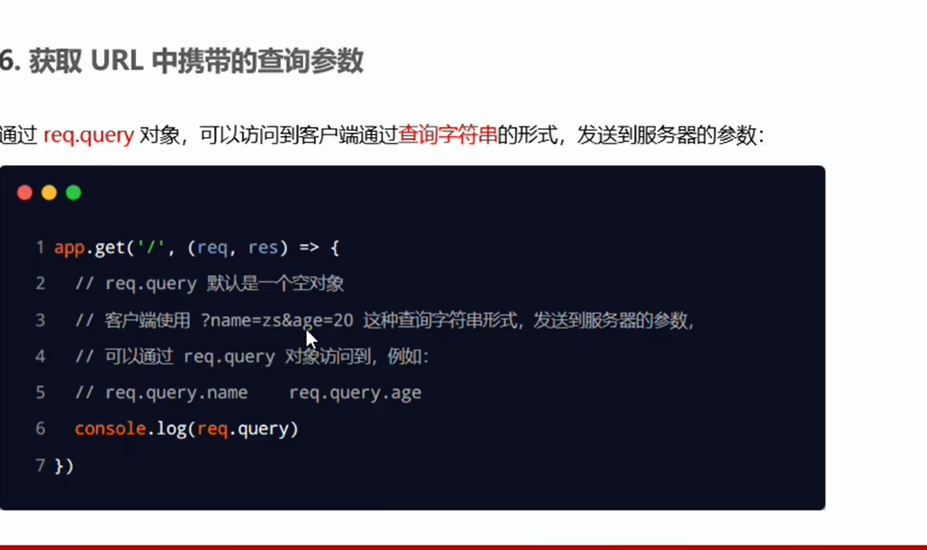 6. 获取 URL 中携带的查询参数
通过 req.query 对象，可以访问到客户端通过查询字符串的形式，发送到服务器的参数：
1 app.get('/', (req, res) => {
2 // req.query 默认是一个空对象
3 // 客户端使用 ?name=zs&age=20 这种查询字符串形式，发送到服务器的参数，
4 // 可以通过 req.query 对象访问到，例如：
5 // req.query.name    req.query.age
6 console.log(req.query)
7 })